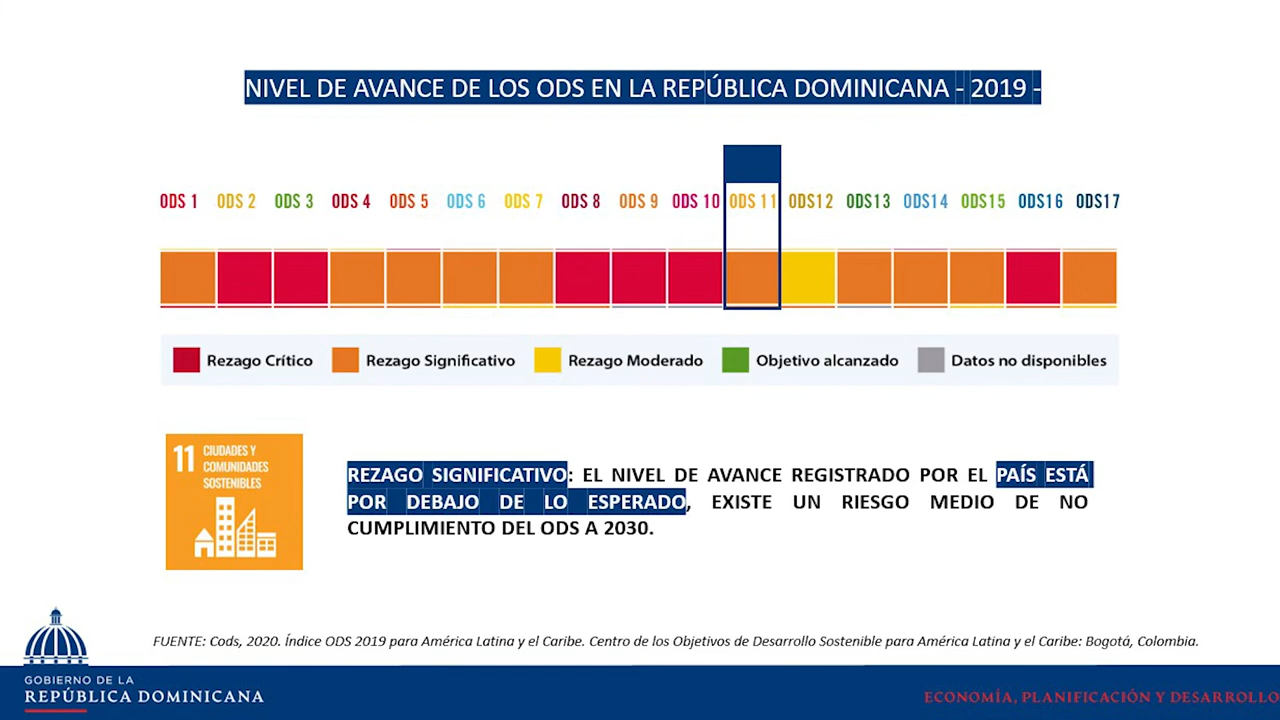 NIVEL DE AVANCE DE LOS ODS EN LA REPÚBLICA DOMINICANA - 2019 -
ODS 1 ODS 2 ODS 3 ODS 4 ODS 5 ODS 6 ODS 7 ODS 8 ODS 9 ODS 10 ODS 11 ODS12 ODS13 ODS14 ODS15 ODS16 ODS17
Rezago Crítico Rezago Significativo Rezago Moderado Objetivo alcanzado Datos no disponibles
11 CIUDADES Y
COMUNIDADES
SOSTENIBLES
REZAGO SIGNIFICATIVO: EL NIVEL DE AVANCE REGISTRADO POR EL PAÍS ESTÁ
POR DEBAJO DE LO ESPERADO, EXISTE UN RIESGO MEDIO DE NO
CUMPLIMIENTO DEL ODS A 2030.
FUENTE: Cods, 2020. Índice ODS 2019 para América Latina y el Caribe. Centro de los Objetivos de Desarrollo Sostenible para América Latina y el Caribe: Bogotá, Colombia.
GOBIERNO DE LA
REPÚBLICA DOMINICANA
ECONOMÍA, PLANIFICACIÓN Y DESARROLLO